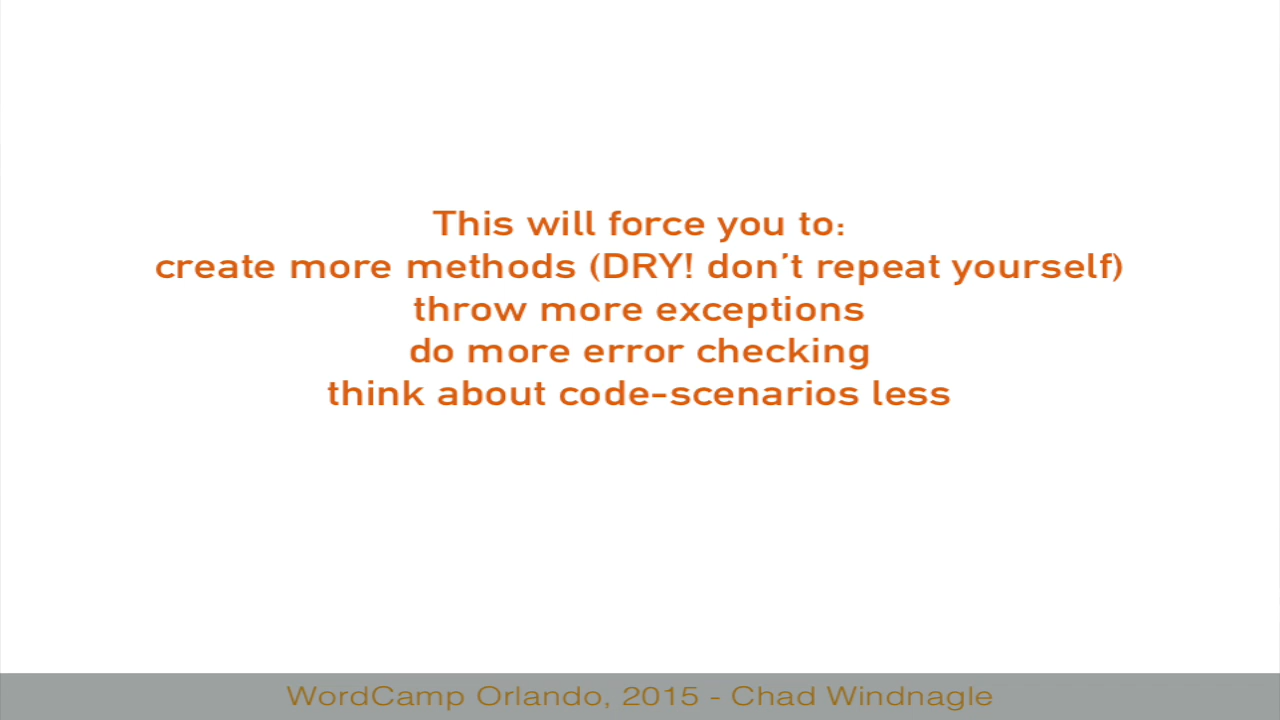 This will force you to:
create more methods (DRY! don't repeat yourself)
throw more exceptions
do more error checking
think about code-scenarios less
WordCamp Orlando, 2015 - Chad Windnagle